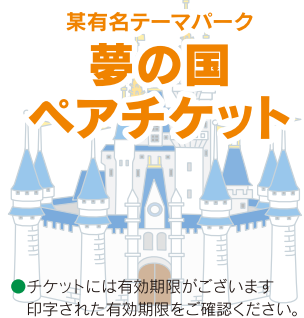 某有名テーマパーク
夢の国
ペアチケット
●チケットには有効期限がございます
印字された有効期限をご確認ください。